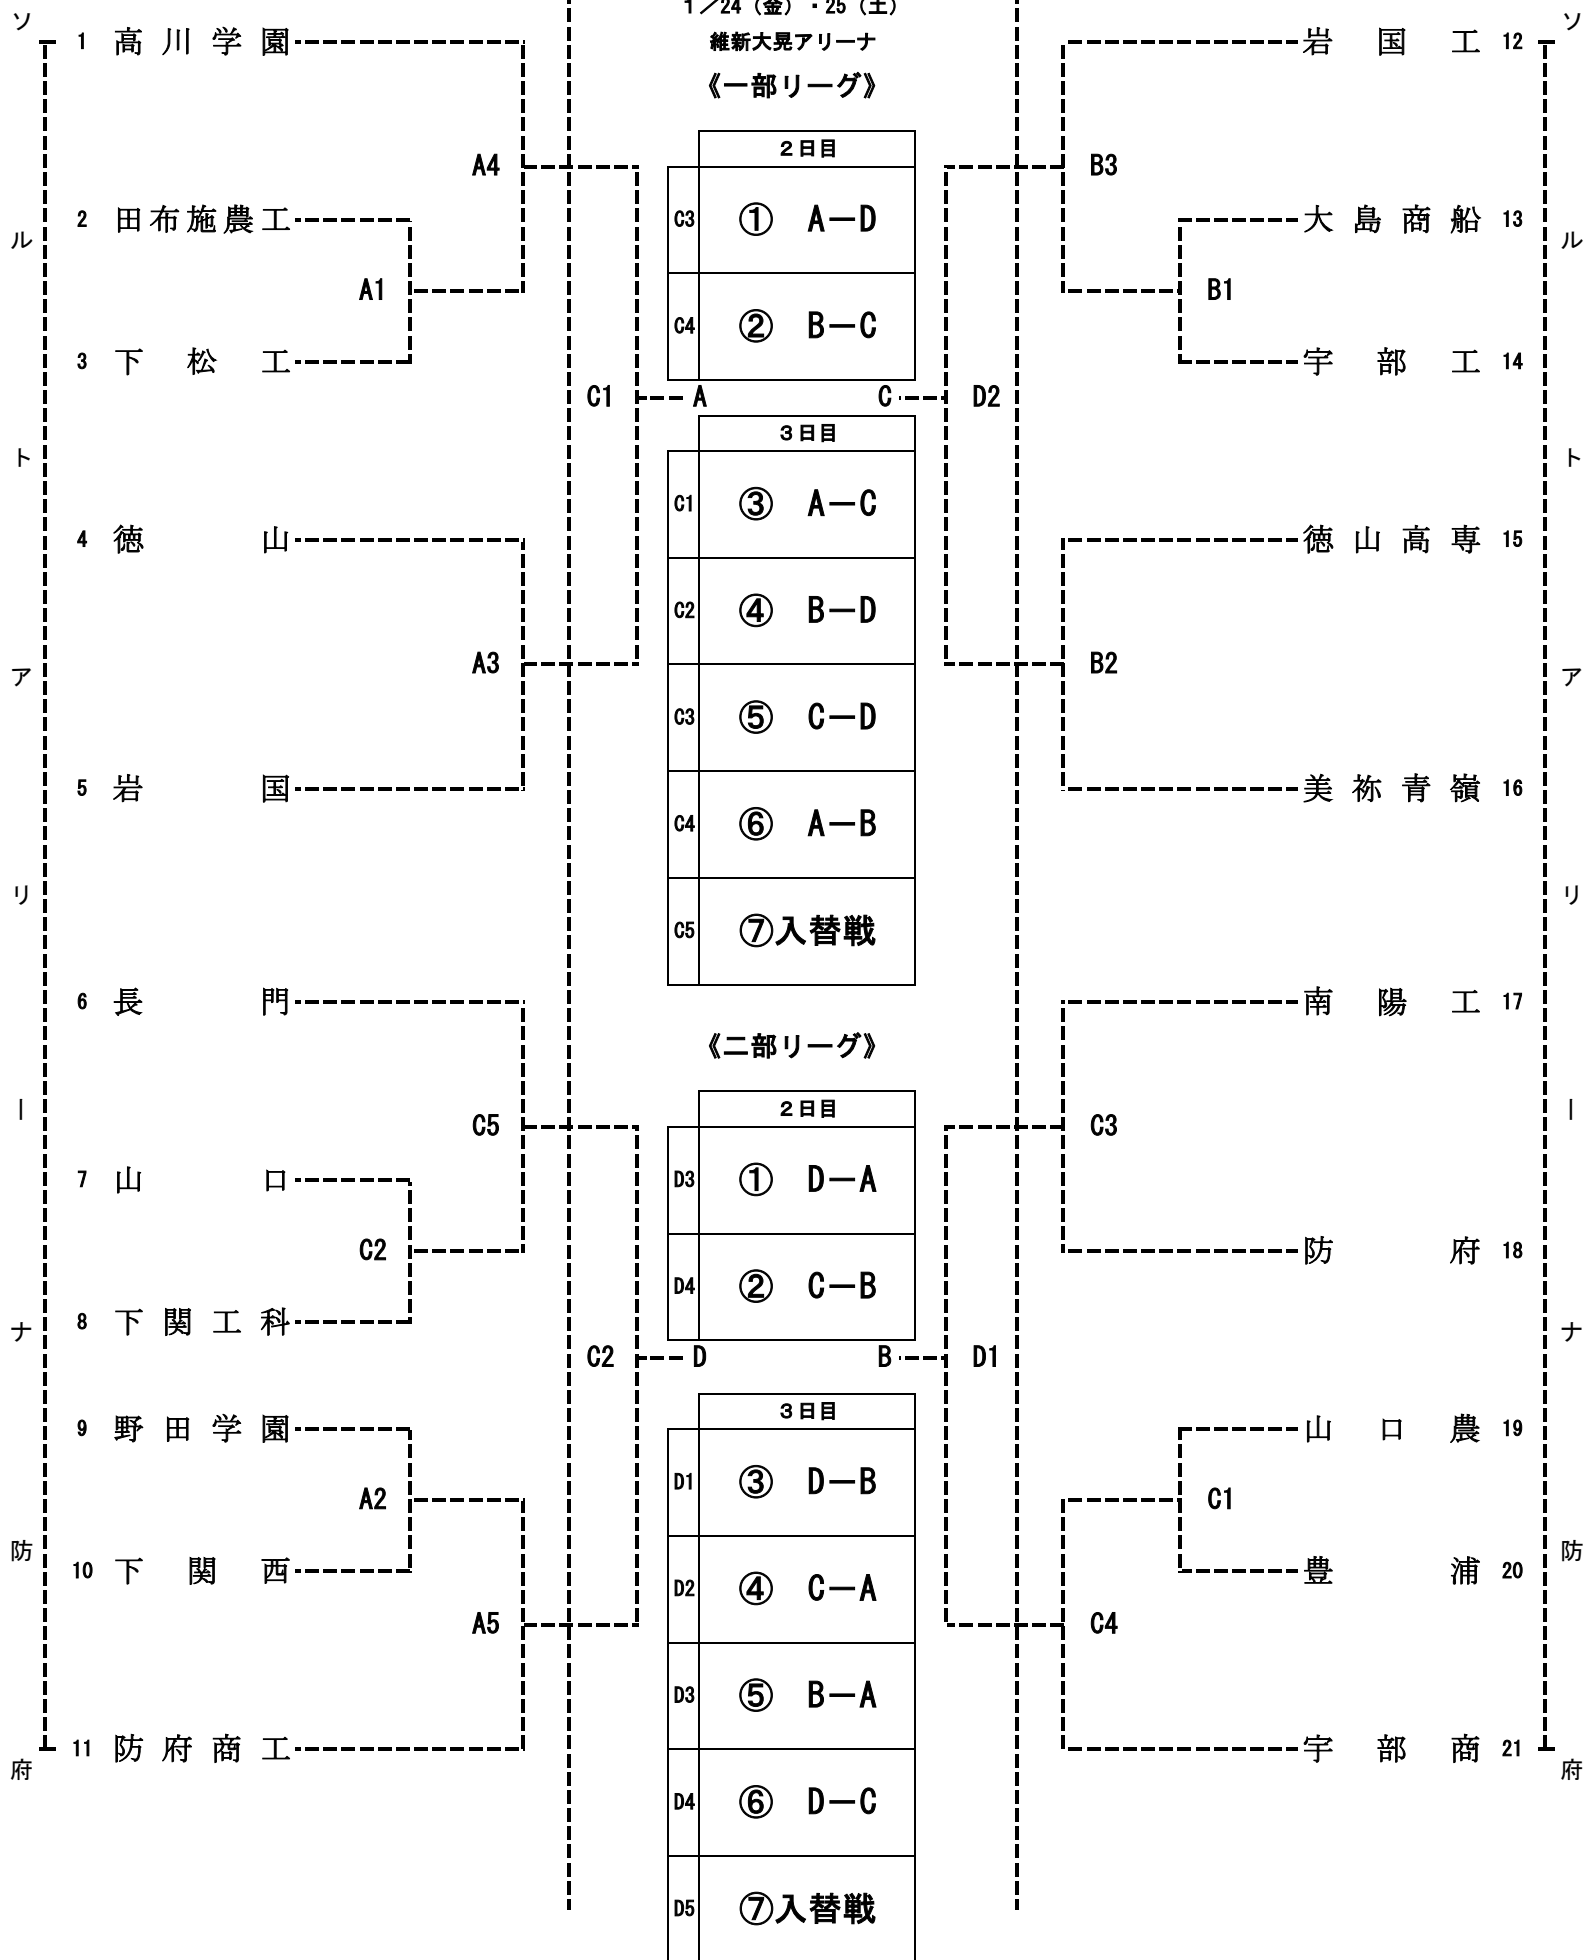 1／24（金）・25（土）
維新大晃アリーナ
《一部リーグ》
ソルトアリーナ防府
1 高川学園
A4
2 田布施農工
A1
3 下松工
C1
A
4 徳山
A3
5 岩国
6 長門
C5
7 山口
C2
8 下関工科
C2
D
9 野田学園
A2
10 下関西
A5
11 防府商工
2日目
C3 ① A－D
C4 ② B－C
3日目
C1 ③ A－C
C2 ④ B－D
C3 ⑤ C－D
C4 ⑥ A－B
C5 ⑦入替戦
《二部リーグ》
2日目
D3 ① D－A
D4 ② C－B
3日目
D1 ③ D－B
D2 ④ C－A
D3 ⑤ B－A
D4 ⑥ D－C
D5 ⑦入替戦
岩国工 12
B3
大島商船 13
B1
宇部工 14
C
D2
徳山高専 15
B2
美祢青嶺 16
南陽工 17
C3
防府 18
B
D1
山口農 19
C1
豊浦 20
C4
宇部商 21
ソルトアリーナ防府